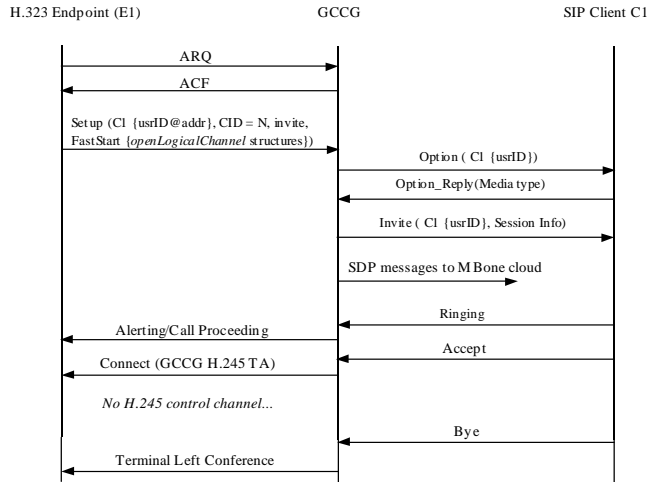 H.323 Endpoint (E1) GCCG SIP Client C1
ARQ
ACF
Setup (C1 {usrID@addr}, CID = N, invite,
FastStart {openLogicalChannel structures})
Option ( C1 {usrID})
Option_Reply(Media type)
Invite ( C1 {usrID}, Session Info)
SDP messages to MBone cloud
Ringing
Alerting/Call Proceeding
Accept
Connect (GCCG H.245 TA)
No H.245 control channel...
Bye
Terminal Left Conference